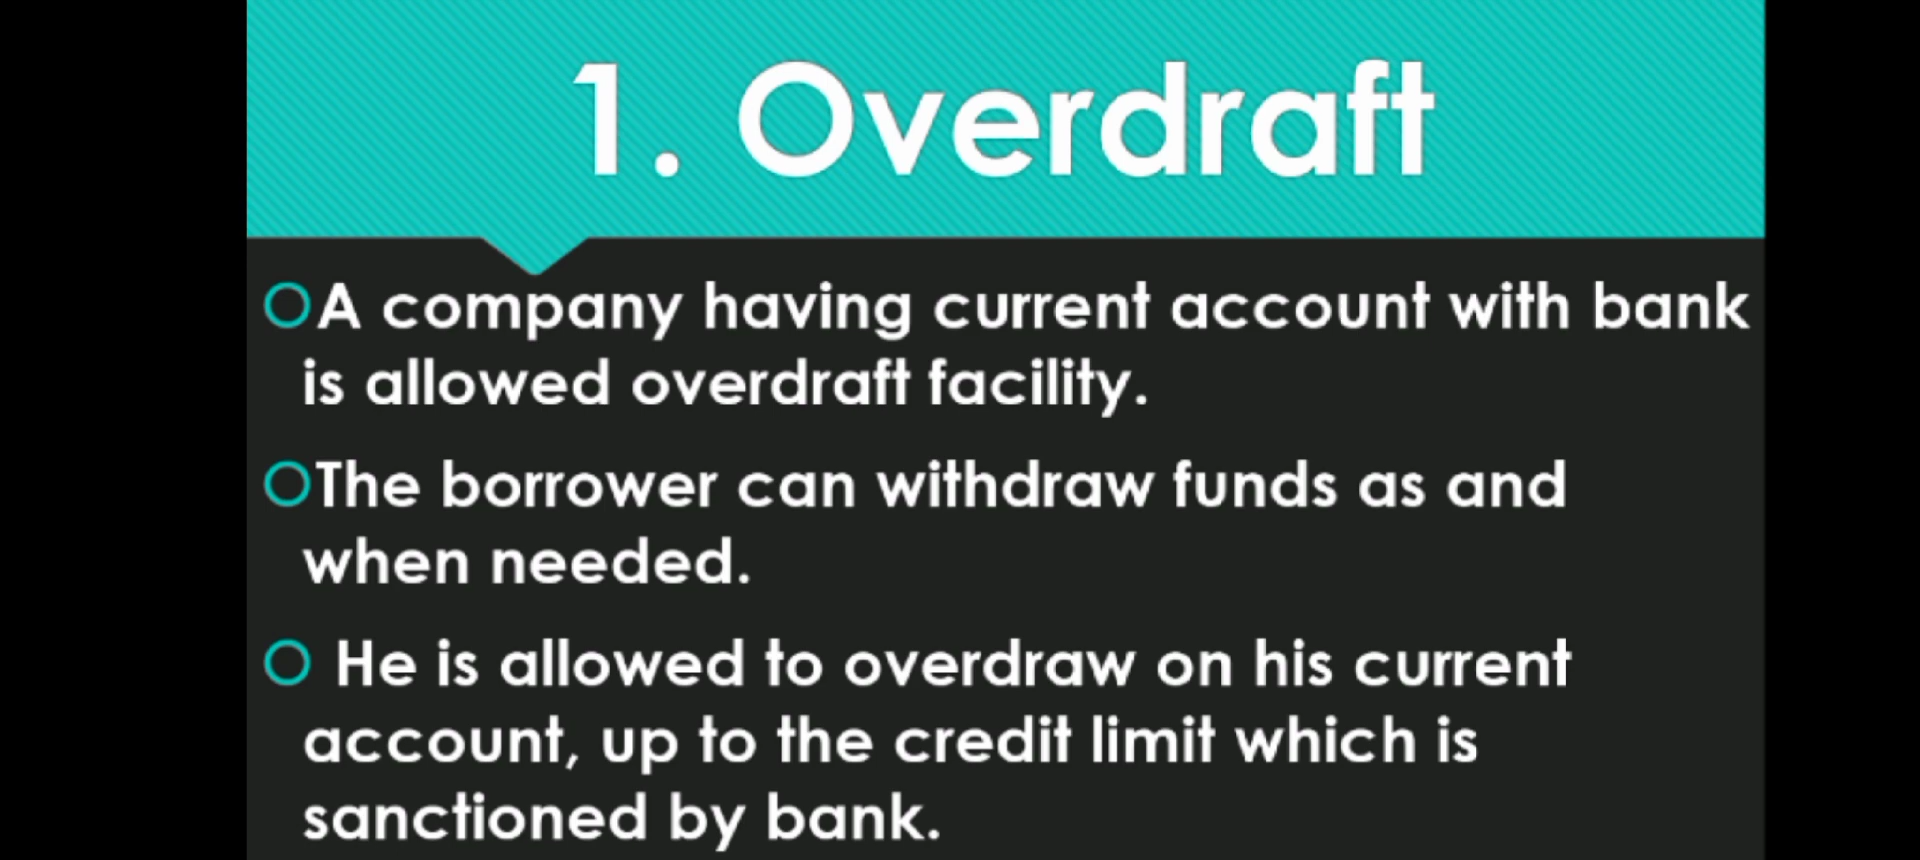 1. Overdraft
A company having current account with bank
is allowed overdraft facility.
The borrower can withdraw funds as and
when needed.
He is allowed to overdraw on his current
account, up to the credit limit which is
sanctioned by bank.